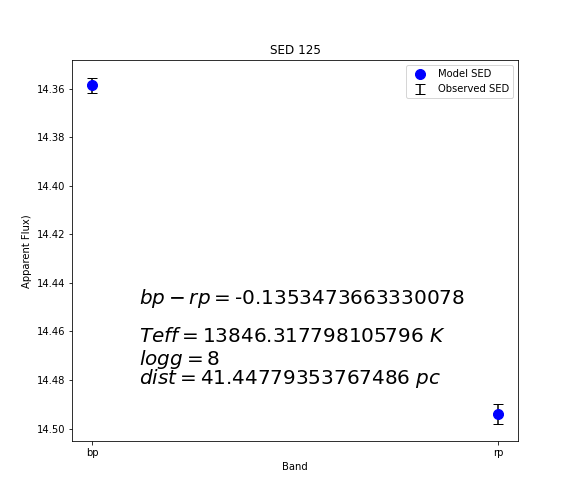 SED 125
Model SED
Observed SED
14.36
14.38
14.40
14.42
14.44
14.46
14.48
14.50
Apparent Flux)
bp − rp = -0.1353473663330078
Teff = 13846.317798105796 K
logg = 8
dist = 41.44779353767486 pc
bp
rp
Band